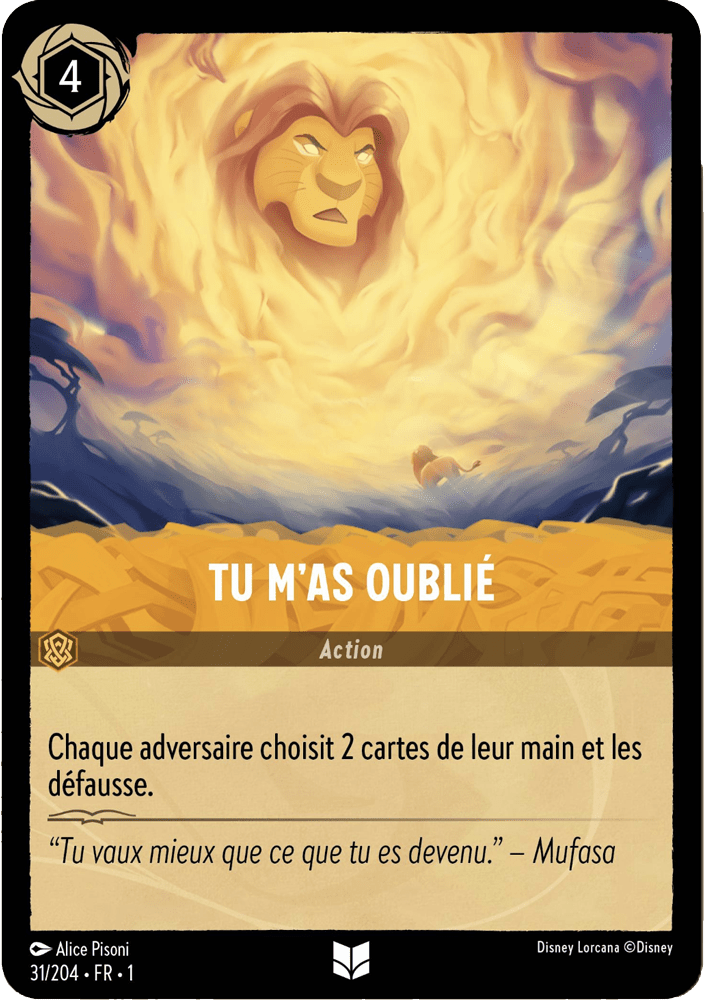 4
TU M'AS OUBLIÉ
Action
Chaque adversaire choisit 2 cartes de leur main et les
défausse.
“Tu vaux mieux que ce que tu es devenu.” – Mufasa
Alice Pisoni
Disney Lorcana ©Disney
31/204 • FR • 1